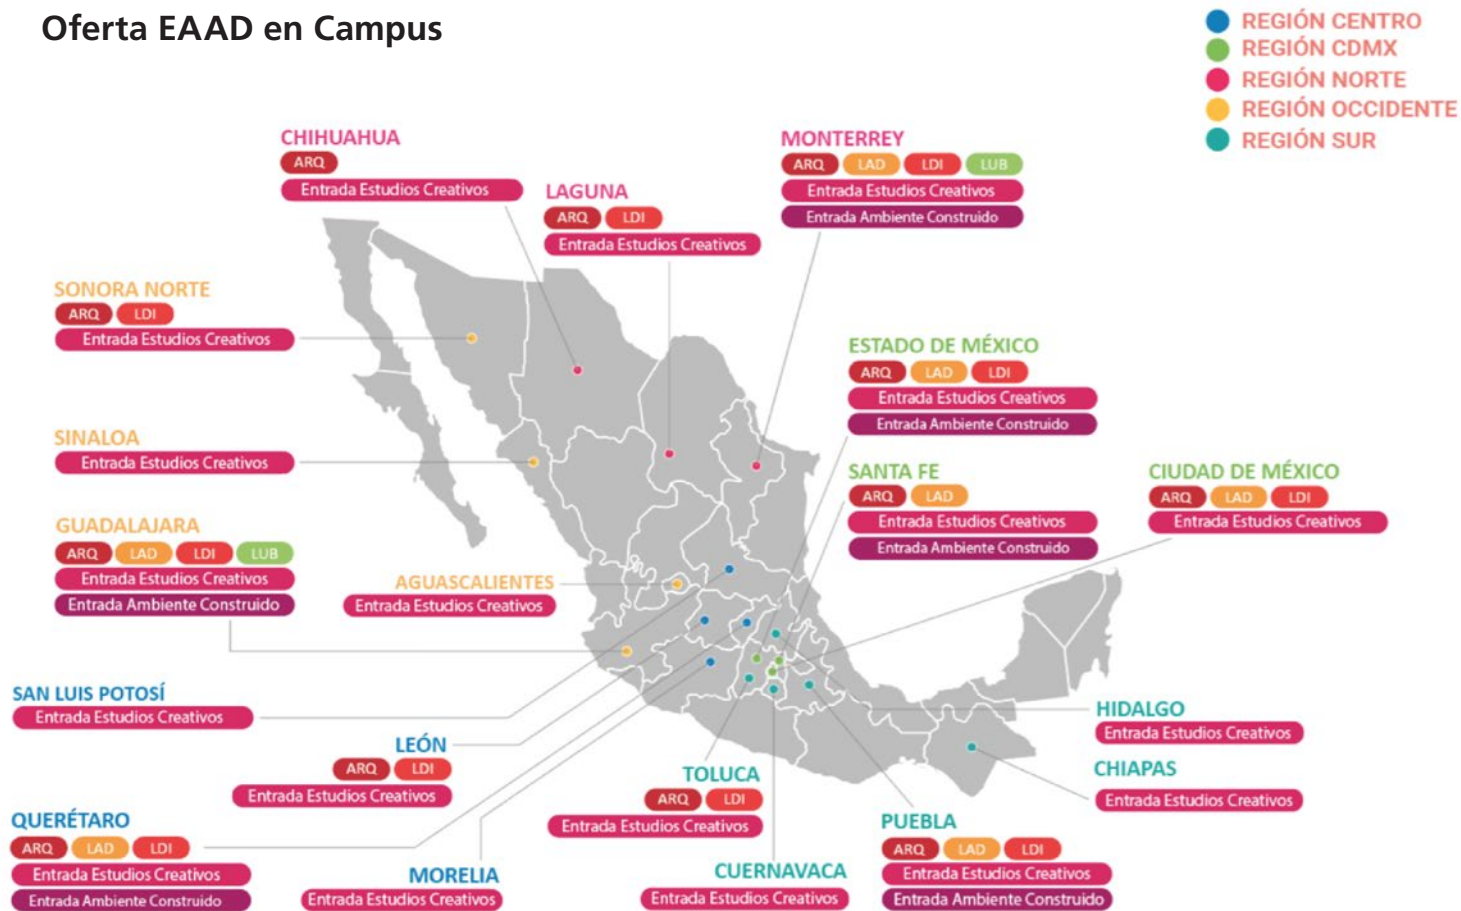 Oferta EAAD en Campus
REGIÓN CENTRO
REGIÓN CDMX
REGIÓN NORTE
REGIÓN OCCIDENTE
REGIÓN SUR
CHIHUAHUA
ARQ
Entrada Estudios Creativos
LAGUNA
ARQ LDI
Entrada Estudios Creativos
MONTERREY
ARQ LAD LDI LUB
Entrada Estudios Creativos
Entrada Ambiente Construido
SONORA NORTE
ARQ LDI
Entrada Estudios Creativos
ESTADO DE MÉXICO
ARQ LAD LDI
Entrada Estudios Creativos
Entrada Ambiente Construido
SINALOA
Entrada Estudios Creativos
SANTA FE
ARQ LAD
Entrada Estudios Creativos
Entrada Ambiente Construido
CIUDAD DE MÉXICO
ARQ LAD LDI
Entrada Estudios Creativos
GUADALAJARA
ARQ LAD LDI LUB
Entrada Estudios Creativos
Entrada Ambiente Construido
AGUASCALIENTES
Entrada Estudios Creativos
SAN LUIS POTOSÍ
Entrada Estudios Creativos
HIDALGO
Entrada Estudios Creativos
LEÓN
ARQ LDI
Entrada Estudios Creativos
TOLUCA
ARQ LDI
Entrada Estudios Creativos
CHIAPAS
Entrada Estudios Creativos
QUERÉTARO
ARQ LAD LDI
Entrada Estudios Creativos
Entrada Ambiente Construido
MORELIA
Entrada Estudios Creativos
CUERNAVACA
Entrada Estudios Creativos
PUEBLA
ARQ LAD LDI
Entrada Estudios Creativos
Entrada Ambiente Construido